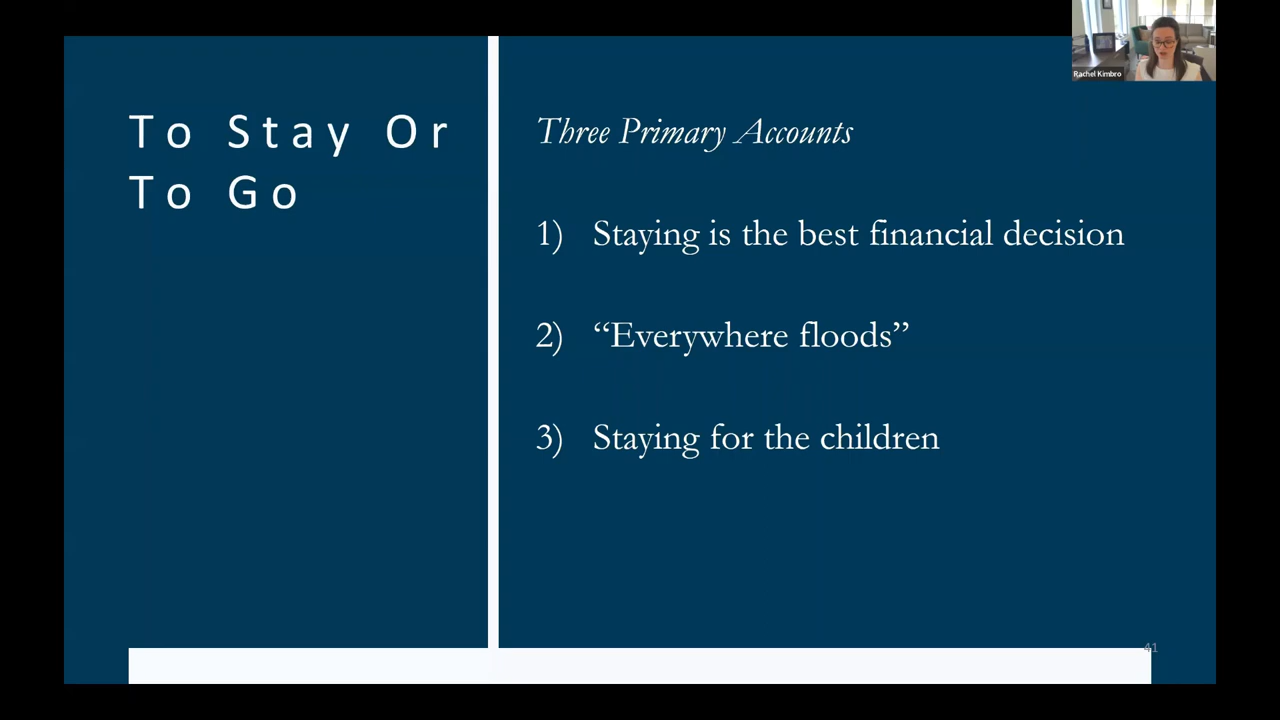 To Stay Or
To Go
Three Primary Accounts
1) Staying is the best financial decision
2) “Everywhere floods”
3) Staying for the children
41
Rachel Kimbro